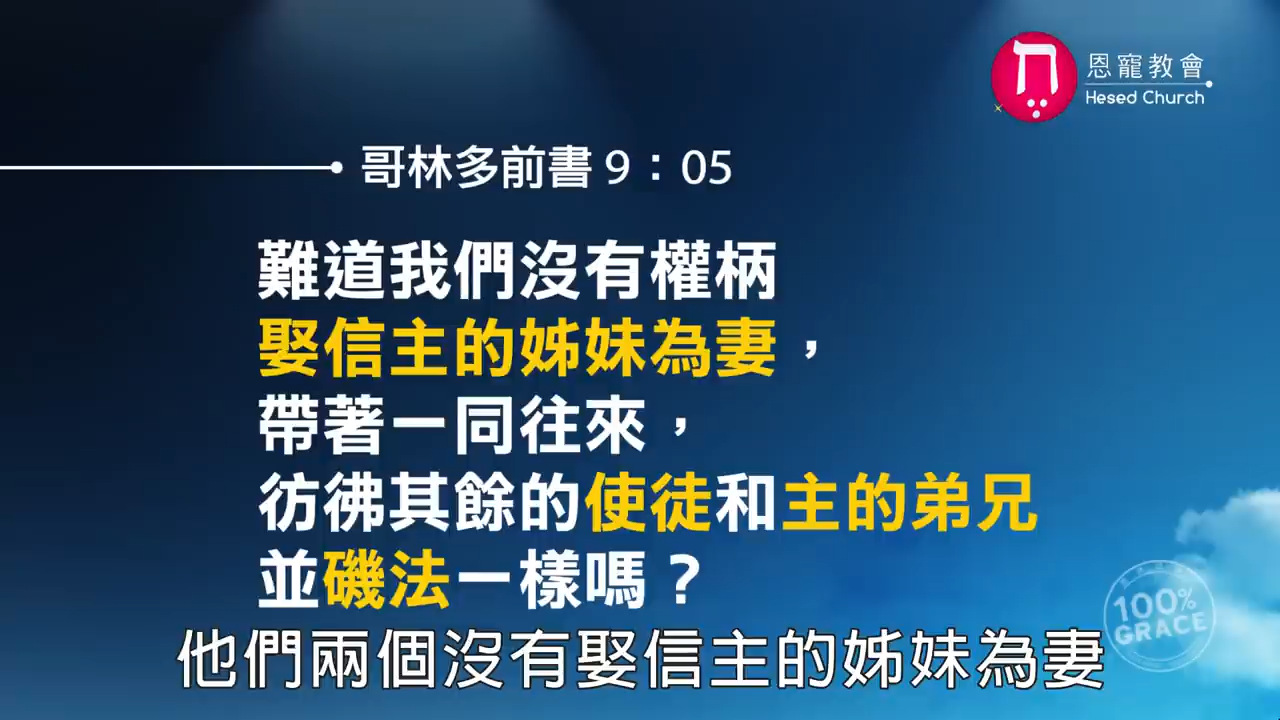 ח
恩寵教會
Hesed Church
哥林多前書 9：05
難道我們沒有權柄
娶信主的姊妹為妻，
帶著一同往來，
彷彿其餘的使徒和主的弟兄
並磯法一樣嗎？
100%
GRACE
他們兩個沒有娶信主的姊妹為妻